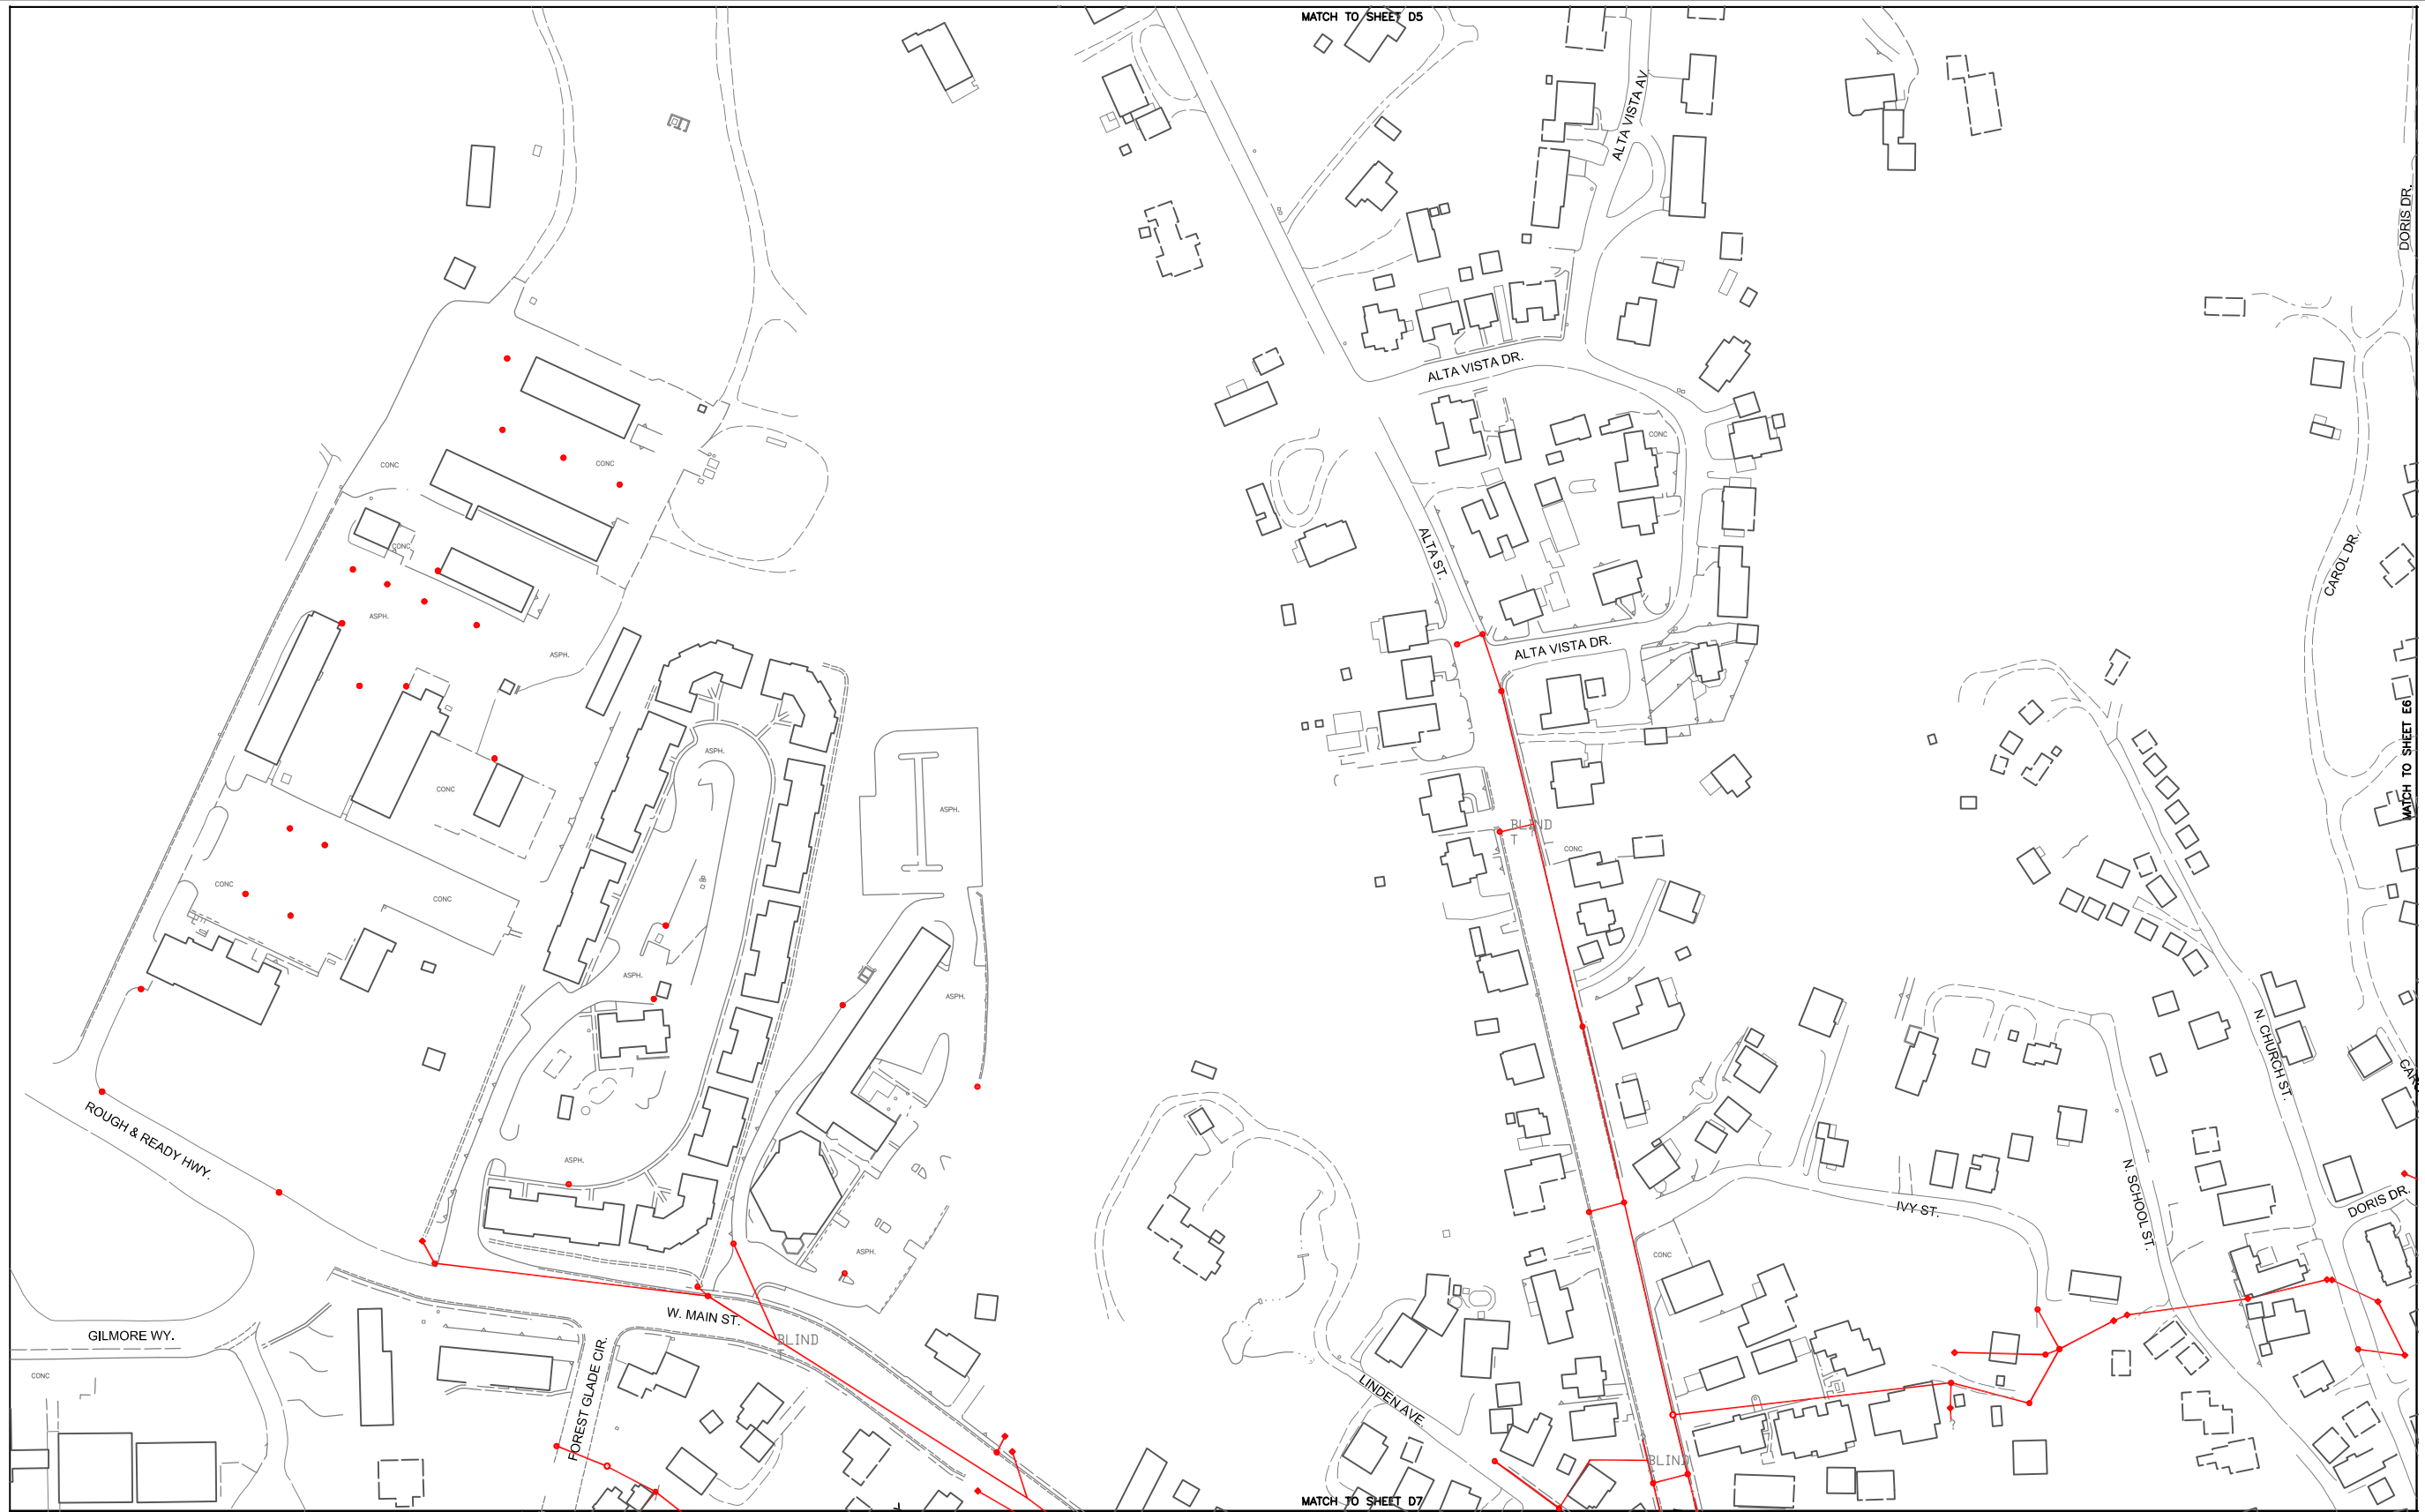 MATCH TO SHEET D5
ALTA VISTA AV
DORIS DR.
ALTA VISTA DR.
CONC
CONC
CONC
CONC
ALTA ST.
CAROL DR.
ASPH.
ASPH.
ALTA VISTA DR.
MATCH TO SHEET E6
ASPH.
CONC
ASPH.
BLIND
T
CONC
CONC
CONC
ASPH.
ASPH.
N. CHURCH ST.
ROUGH & READY HWY.
ASPH.
N. SCHOOL ST.
IVY ST.
DORIS DR.
ASPH.
CONC
W. MAIN ST.
GILMORE WY.
BLIND
T
FOREST GLADE CIR.
CONC
LINDEN AVE.
?
BLIND
MATCH TO SHEET D7